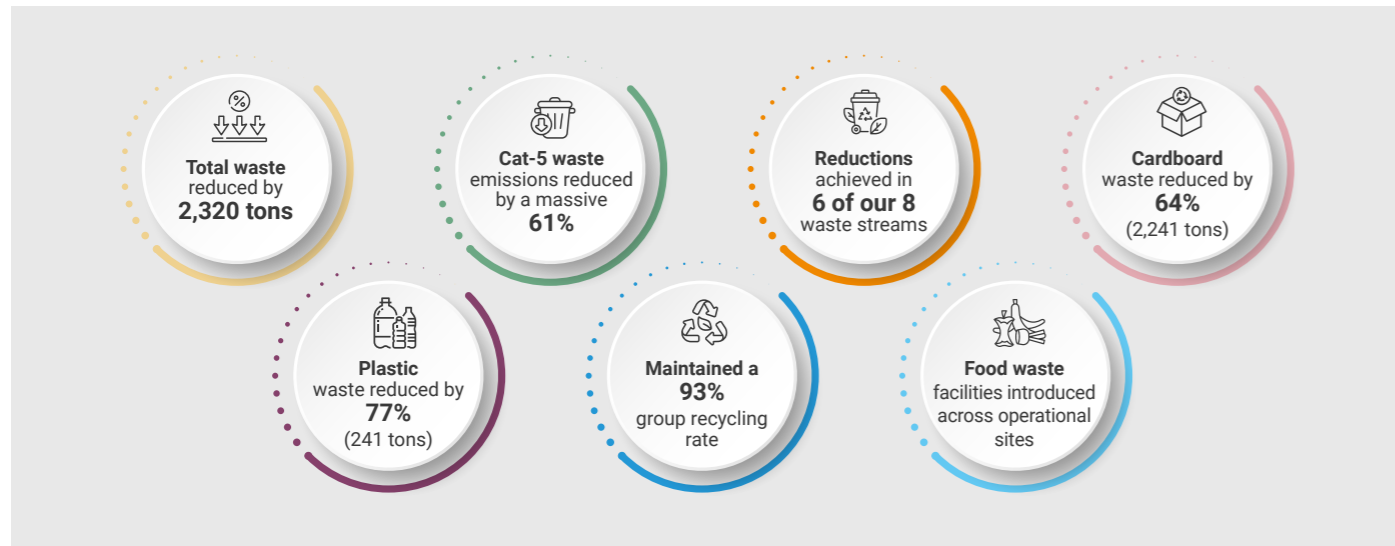 %
Total waste
reduced by
2,320 tons
Cat-5 waste
emissions reduced
by a massive
61%
Reductions
achieved in
6 of our 8
waste streams
Cardboard
waste reduced by
64%
(2,241 tons)
Plastic
waste reduced by
77%
(241 tons)
Maintained a
93%
group recycling
rate
Food waste
facilities introduced
across operational
sites